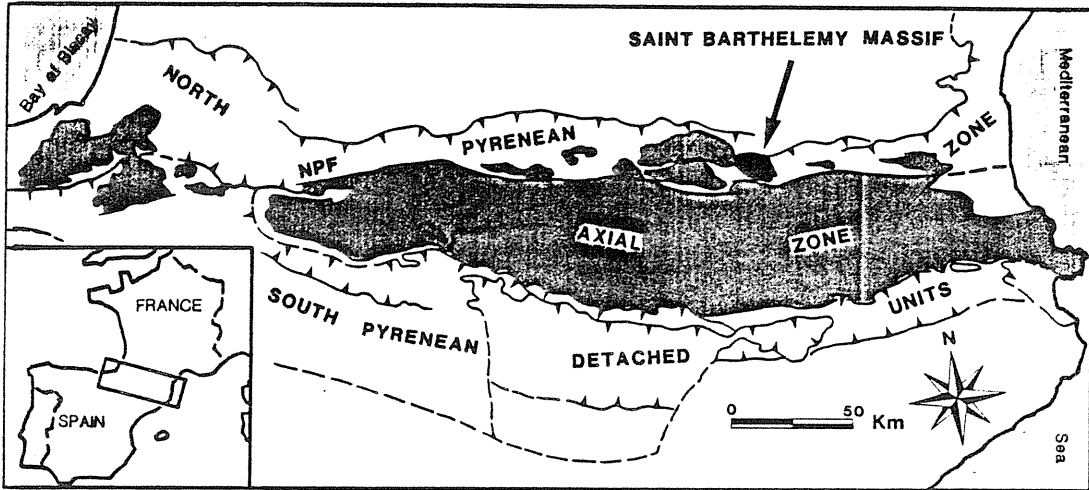 SAINT BARTHELEMY MASSIF
Bay of Biscay
Mediterranean
Sea
NORTH
PYRENEAN
ZONE
NPF
AXIAL
ZONE
SOUTH PYRENEAN
DETACHED
UNITS
N
0 50 Km
FRANCE
SPAIN